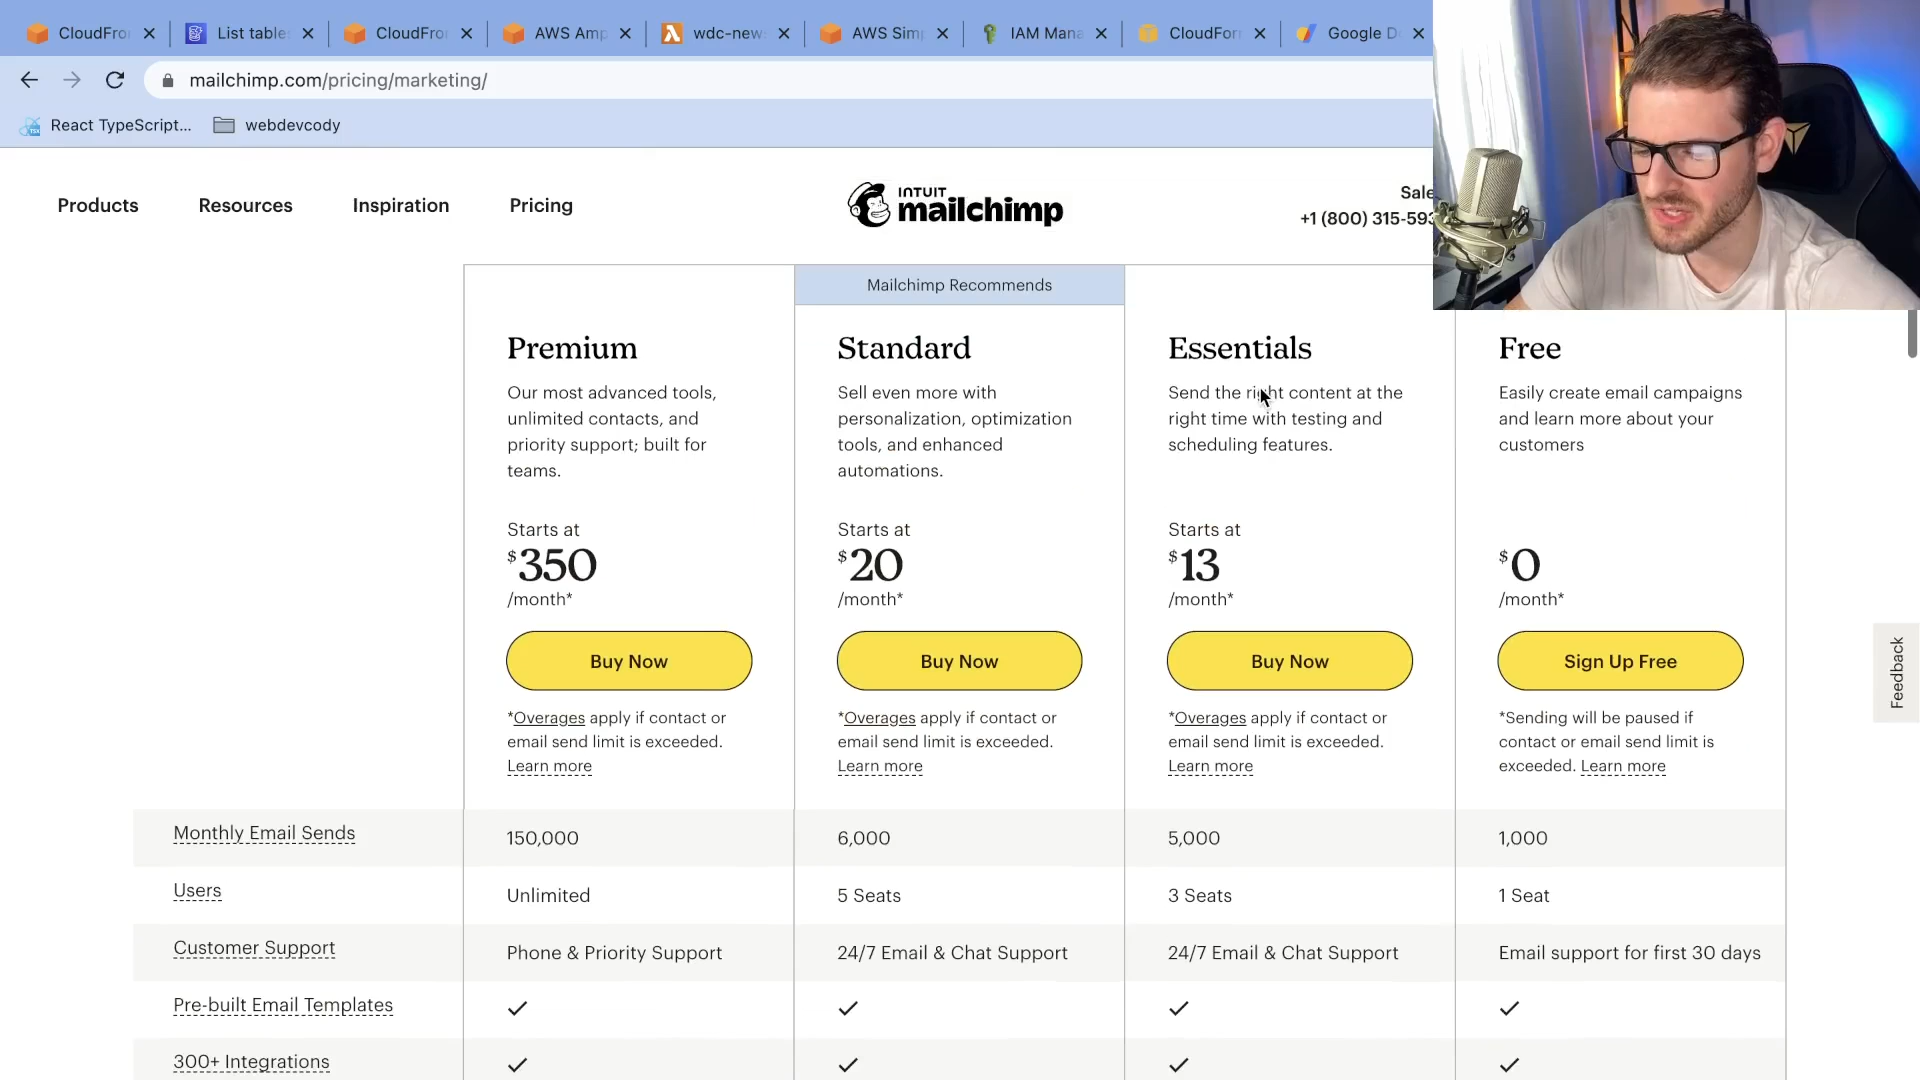 CloudFro
List table
CloudFro
AWS Amp
wdc-new
AWS Sim
IAM Mana
CloudFor
Google D
mailchimp.com/pricing/marketing/
React TypeScript...
webdevcody
Products
Resources
Inspiration
Pricing
INTUIT
mailchimp
Sale
+1 (800) 315-593
Mailchimp Recommends
Premium
Our most advanced tools,
unlimited contacts, and
priority support; built for
teams.
Starts at
$350
/month*
Buy Now
*Overages apply if contact or
email send limit is exceeded.
Learn more
Standard
Sell even more with
personalization, optimization
tools, and enhanced
automations.
Starts at
$20
/month*
Buy Now
*Overages apply if contact or
email send limit is exceeded.
Learn more
Essentials
Send the right content at the
right time with testing and
scheduling features.
Starts at
$13
/month*
Buy Now
*Overages apply if contact or
email send limit is exceeded.
Learn more
Free
Easily create email campaigns
and learn more about your
customers
$0
/month*
Sign Up Free
*Sending will be paused if
contact or email send limit is
exceeded. Learn more
Feedback
Monthly Email Sends 150,000 6,000 5,000 1,000
Users Unlimited 5 Seats 3 Seats 1 Seat
Customer Support Phone & Priority Support 24/7 Email & Chat Support 24/7 Email & Chat Support Email support for first 30 days
Pre-built Email Templates
300+ Integrations